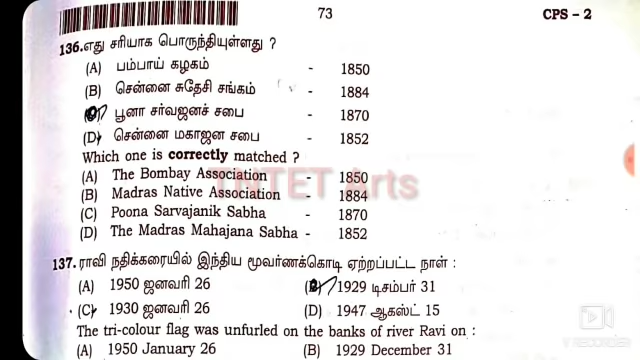 73
CPS – 2
136.எது சரியாக பொருந்தியுள்ளது ?
(A) பம்பாய் கழகம் - 1850
(B) சென்னை சுதேசி சங்கம் - 1884
(C) பூனா சர்வஜனச் சபை - 1870
(D) சென்னை மகாஜன சபை - 1852
Which one is correctly matched ?
(A) The Bombay Association - 1850
(B) Madras Native Association - 1884
(C) Poona Sarvajanik Sabha - 1870
(D) The Madras Mahajana Sabha - 1852
TNTET Arts
137. ராவி நதிக்கரையில் இந்திய மூவர்ணக்கொடி ஏற்றப்பட்ட நாள் :
(A) 1950 ஜனவரி 26 (B) 1929 டிசம்பர் 31
(C) 1930 ஜனவரி 26 (D) 1947 ஆகஸ்ட் 15
The tri-colour flag was unfurled on the banks of river Ravi on :
(A) 1950 January 26 (B) 1929 December 31
RECORDER